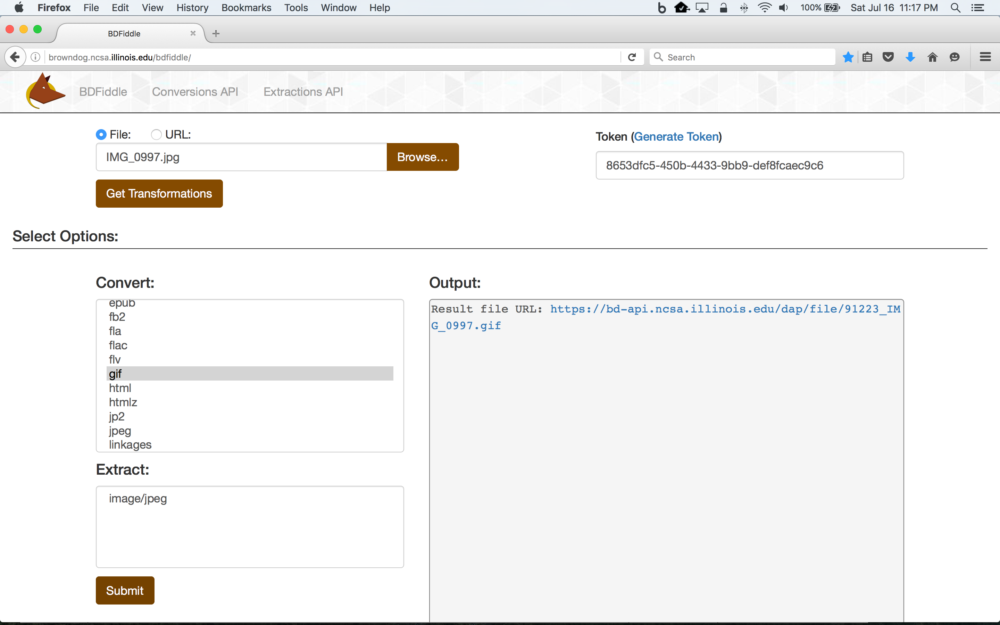 Firefox File Edit View History Bookmarks Tools Window Help 100% Sat Jul 16 11:17 PM
BDFiddle
browndog.ncsa.illinois.edu/bdfiddle/ Search
BDFiddle Conversions API Extractions API
File: URL:
Token (Generate Token)
IMG_0997.jpg Browse...
8653dfc5-450b-4433-9bb9-def8fcaec9c6
Get Transformations
Select Options:
Convert:
epub
fb2
fla
flac
flv
gif
html
htmlz
jp2
jpeg
linkages
Extract:
image/jpeg
Submit
Output:
Result file URL: https://bd-api.ncsa.illinois.edu/dap/file/91223_IM
G_0997.gif